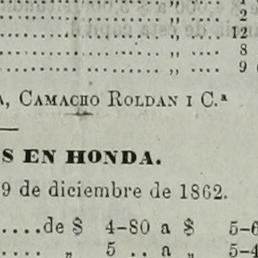 „ .... 2
„ .... 12
„ .... 8
„ .... 9
, CAMACHO ROLDAN I C.ª
S EN HONDA.
9 de diciembre de 1862.
....de $ 4-80 a $ 5-
.... „ 5 .. a „ 5-4